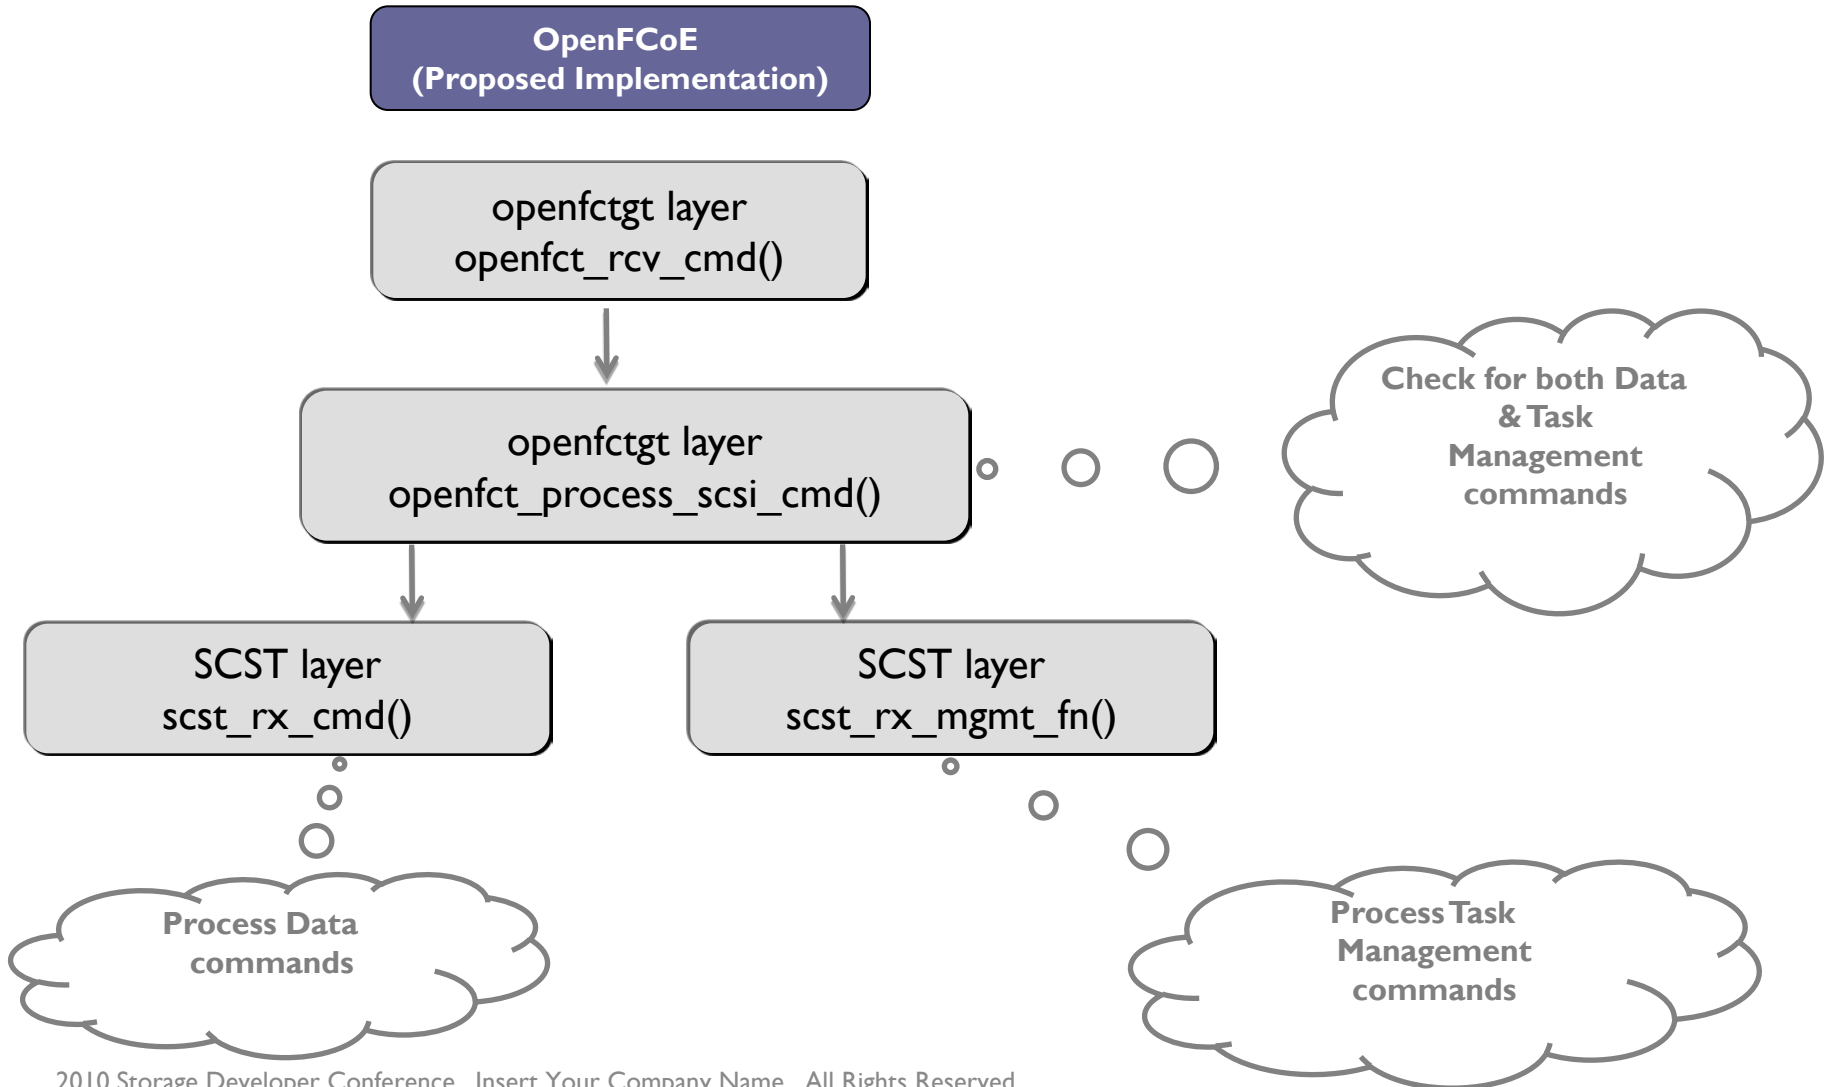 OpenFCoE
(Proposed Implementation)
openfctgt layer
openfct_rcv_cmd()
openfctgt layer
openfct_process_scsi_cmd()
Check for both Data
& Task
Management
commands
SCST layer
scst_rx_cmd()
SCST layer
scst_rx_mgmt_fn()
Process Data
commands
Process Task
Management
commands
2010 Storage Developer Conference. Insert Your Company Name. All Rights Reserved.